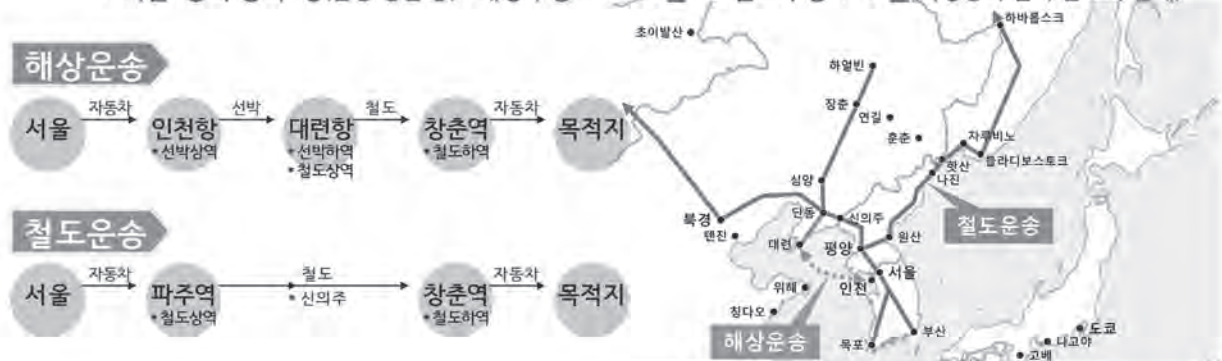 해상운송
서울
자동차
인천항
* 선박상역
선박
대련항
* 선박하역
* 철도상역
철도
창춘역
* 철도하역
자동차
목적지
철도운송
서울
자동차
파주역
* 철도상역
철도
* 신의주
창춘역
* 철도하역
자동차
목적지
초이발산
하바롬스크
하얼빈
장춘
연길
훈춘
자루비노
블라디보스토크
핫산
나진
심양
북경
톈진
단동
신의주
대련
평양
원산
철도운송
서울
인천
위해
칭다오
해상운송
목포
부산
도쿄
나고야
고베